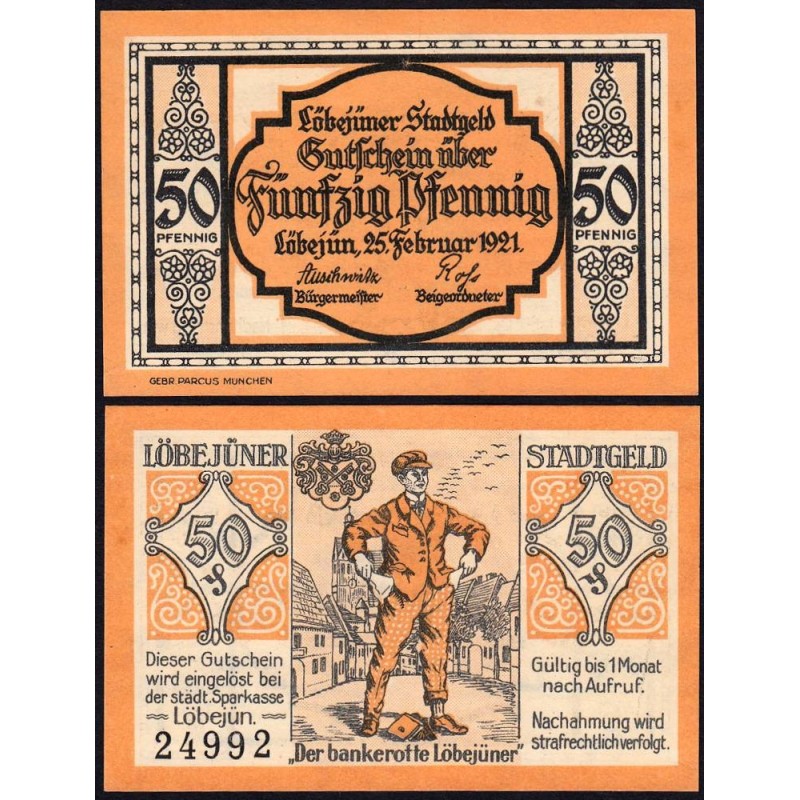 Löbejüner Stadtgeld
Gutschein über
Fünfzig Pfennig
Löbejün, 25. Februar 1921.
50
PFENNIG
50
PFENNIG
Bürgermeister
Beigeordneter
GEBR. PARCUS MÜNCHEN
LÖBEJÜNER
STADTGELD
50
50
Dieser Gutschein
wird eingelöst bei
der städt. Sparkasse
Löbejün.
24992
Gültig bis 1 Monat
nach Aufruf.
Nachahmung wird
strafrechtlich verfolgt.
„Der bankerotte Löbejüner"